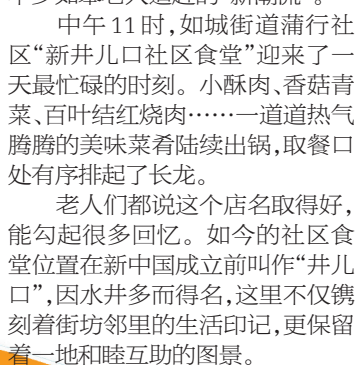 中午11时,如城街道蒲行社
区“新井儿口社区食堂”迎来了一
天最忙碌的时刻。小酥肉、香菇青
菜、百叶结红烧肉……一道道热气
腾腾的美味菜肴陆续出锅,取餐口
处有序排起了长龙。
老人们都说这个店名取得好,
能勾起很多回忆。如今的社区食
堂位置在新中国成立前叫作“井儿
口”,因水井多而得名,这里不仅镌
刻着街坊邻里的生活印记,更保留
着一地和睦互助的图景。